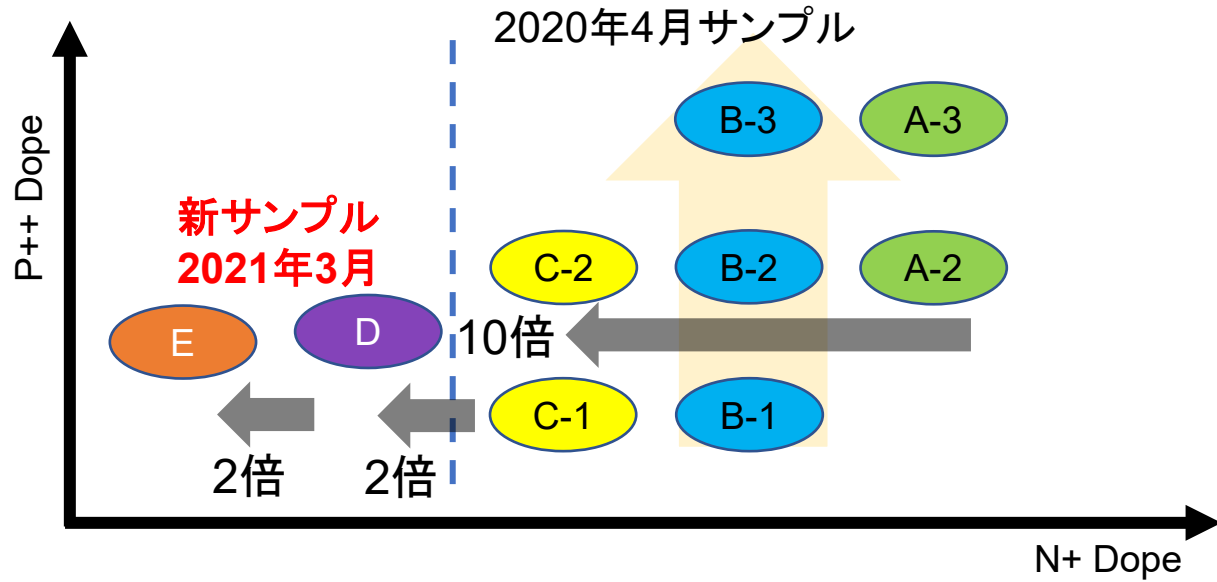 2020年4月サンプル
B-3
A-3
P++ Dope
新サンプル
2021年3月
C-2
B-2
A-2
E
D
10倍
C-1
B-1
2倍
2倍
N+ Dope